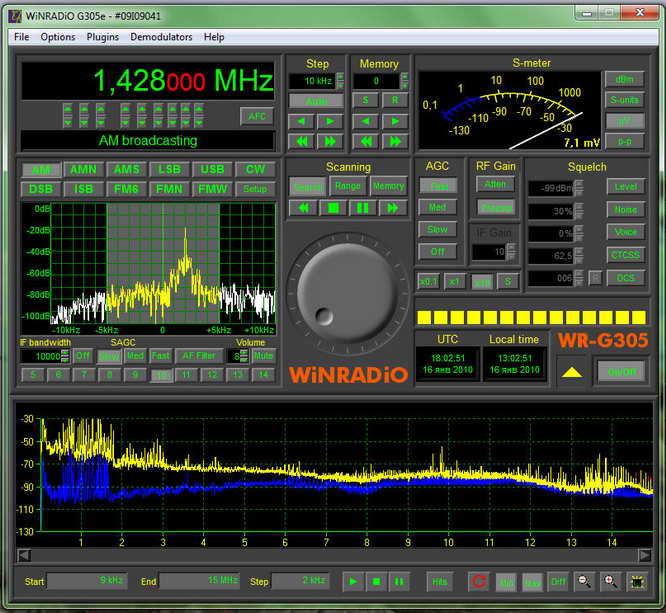 WiNRADiO G305e - #09I09041
File Options Plugins Demodulators Help
1,428000 MHz
AFC
AM broadcasting
Step
10 kHz
Auto
Memory
0
S R
S-meter
0,1 1 10 100 1000
-130 -110 -90 -70 -50 -30
7,1 mV
dBm
S-units
µV
p-p
AM AMN AMS LSB USB CW
DSB ISB FM6 FMN FMW Setup
0dB
-20dB
-40dB
-60dB
-80dB
-100dB
-10kHz -5kHz 0 +5kHz +10kHz
IF bandwidth SAGC Volume
10000 Off Slow Med Fast AF Filter 8 Mute
5 6 7 8 9 10 11 12 13 14
Scanning
Search Range Memory
WiNRADiO
AGC
Fast
Med
Slow
Off
RF Gain
Atten
IF Gain
10
x0.1 x1 x10 S
Squelch
-99dBm Level
30% Noise
0% Voice
62,5 CTCSS
006 R DCS
UTC
18:02:51
16 янв 2010
Local time
13:02:51
16 янв 2010
WR-G305
On/Off
-30
-50
-70
-90
-110
-130
1 2 3 4 5 6 7 8 9 10 11 12 13 14
Start 9 kHz End 15 MHz Step 2 kHz Hits Min Max Diff